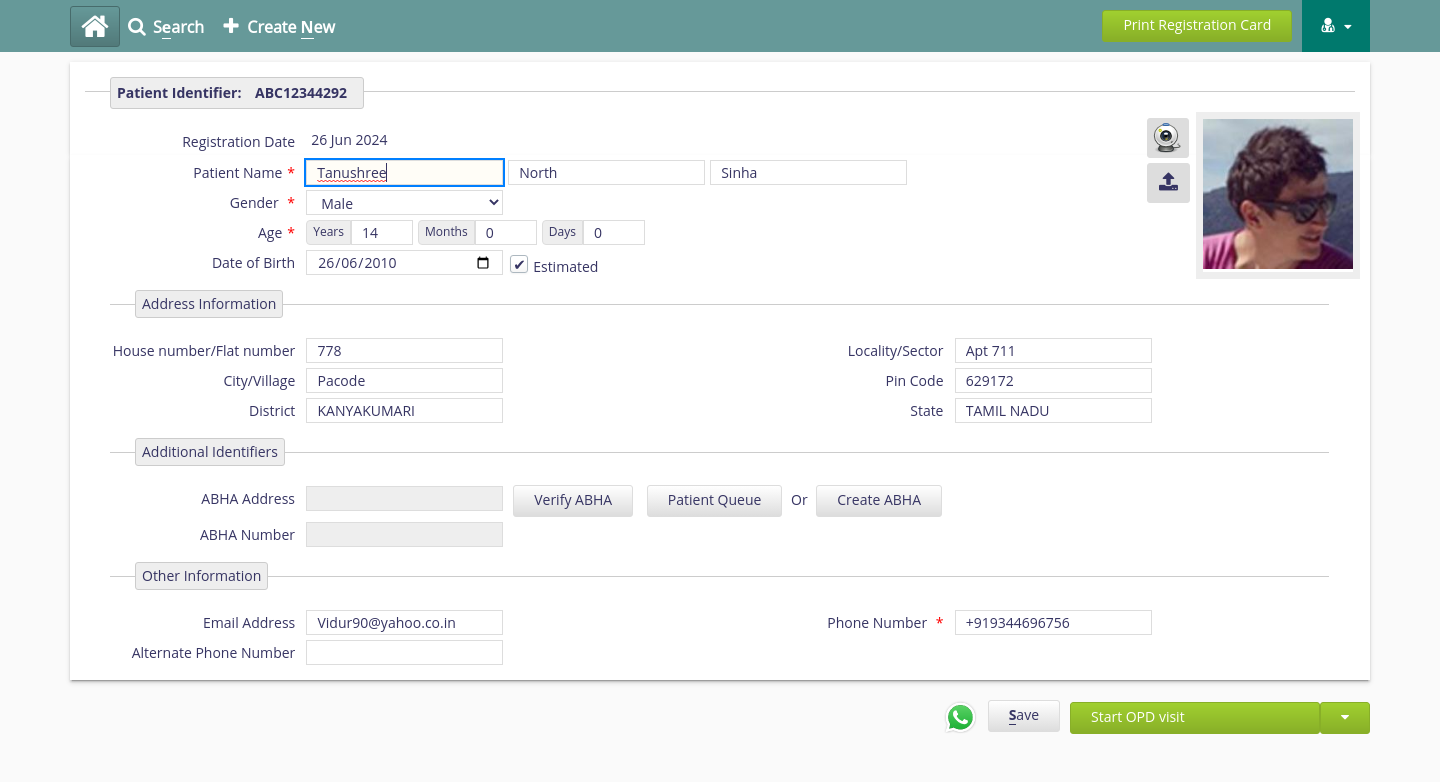 Search Create New Print Registration Card
Patient Identifier: ABC12344292
Registration Date 26 Jun 2024
Patient Name * Tanushree North Sinha
Gender * Male
Age * Years 14 Months 0 Days 0
Date of Birth 26/06/2010 ✔ Estimated
Address Information
House number/Flat number 778 Locality/Sector Apt 711
City/Village Pacode Pin Code 629172
District KANYAKUMARI State TAMIL NADU
Additional Identifiers
ABHA Address Verify ABHA Patient Queue Or Create ABHA
ABHA Number
Other Information
Email Address Vidur90@yahoo.co.in Phone Number * +919344696756
Alternate Phone Number
Save Start OPD visit